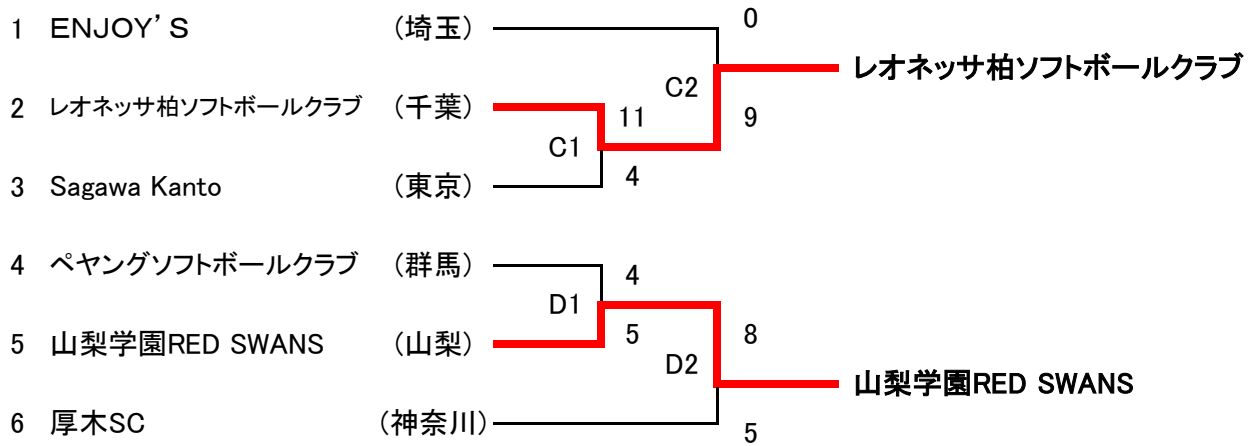 1 ENJOY'S (埼玉) 0
レオネッサ柏ソフトボールクラブ
C2
2 レオネッサ柏ソフトボールクラブ (千葉) 11 9
C1
3 Sagawa Kanto (東京) 4
4 ペヤングソフトボールクラブ (群馬) 4
D1
5 山梨学園RED SWANS (山梨) 5 8
D2
山梨学園RED SWANS
6 厚木SC (神奈川) 5